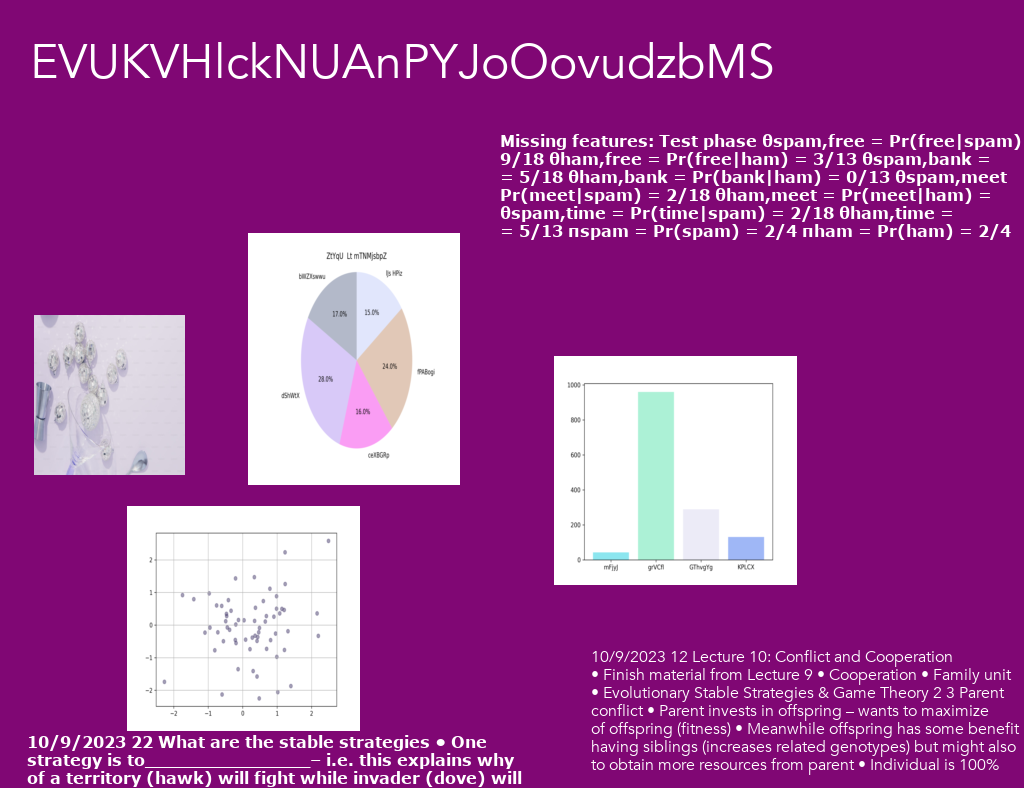 EVUKVHlckNUAnPYJoOovudzbMS
Missing features: Test phase θspam,free = Pr(free|spam)
9/18 θham,free = Pr(free|ham) = 3/13 θspam,bank =
= 5/18 θham,bank = Pr(bank|ham) = 0/13 θspam,meet
Pr(meet|spam) = 2/18 θham,meet = Pr(meet|ham) =
θspam,time = Pr(time|spam) = 2/18 θham,time =
= 5/13 πspam = Pr(spam) = 2/4 πham = Pr(ham) = 2/4
ZtYqU Lt mTNMjsbpZ
bWZXswwu
17.0%
15.0%
24.0%
fPABogi
28.0%
dShWtX
16.0%
ceXBGRp
1000
800
600
400
200
0
mFjyJ
GThvgYg
KPLCX
2
1
0
−1
−2
−2
−1
0
1
2
10/9/2023 22 What are the stable strategies • One
strategy is to____________________– i.e. this explains why
of a territory (hawk) will fight while invader (dove) will
10/9/2023 12 Lecture 10: Conflict and Cooperation
• Finish material from Lecture 9 • Cooperation • Family unit
• Evolutionary Stable Strategies & Game Theory 2 3 Parent
conflict • Parent invests in offspring – wants to maximize
of offspring (fitness) • Meanwhile offspring has some benefit
having siblings (increases related genotypes) but might also
to obtain more resources from parent • Individual is 100%